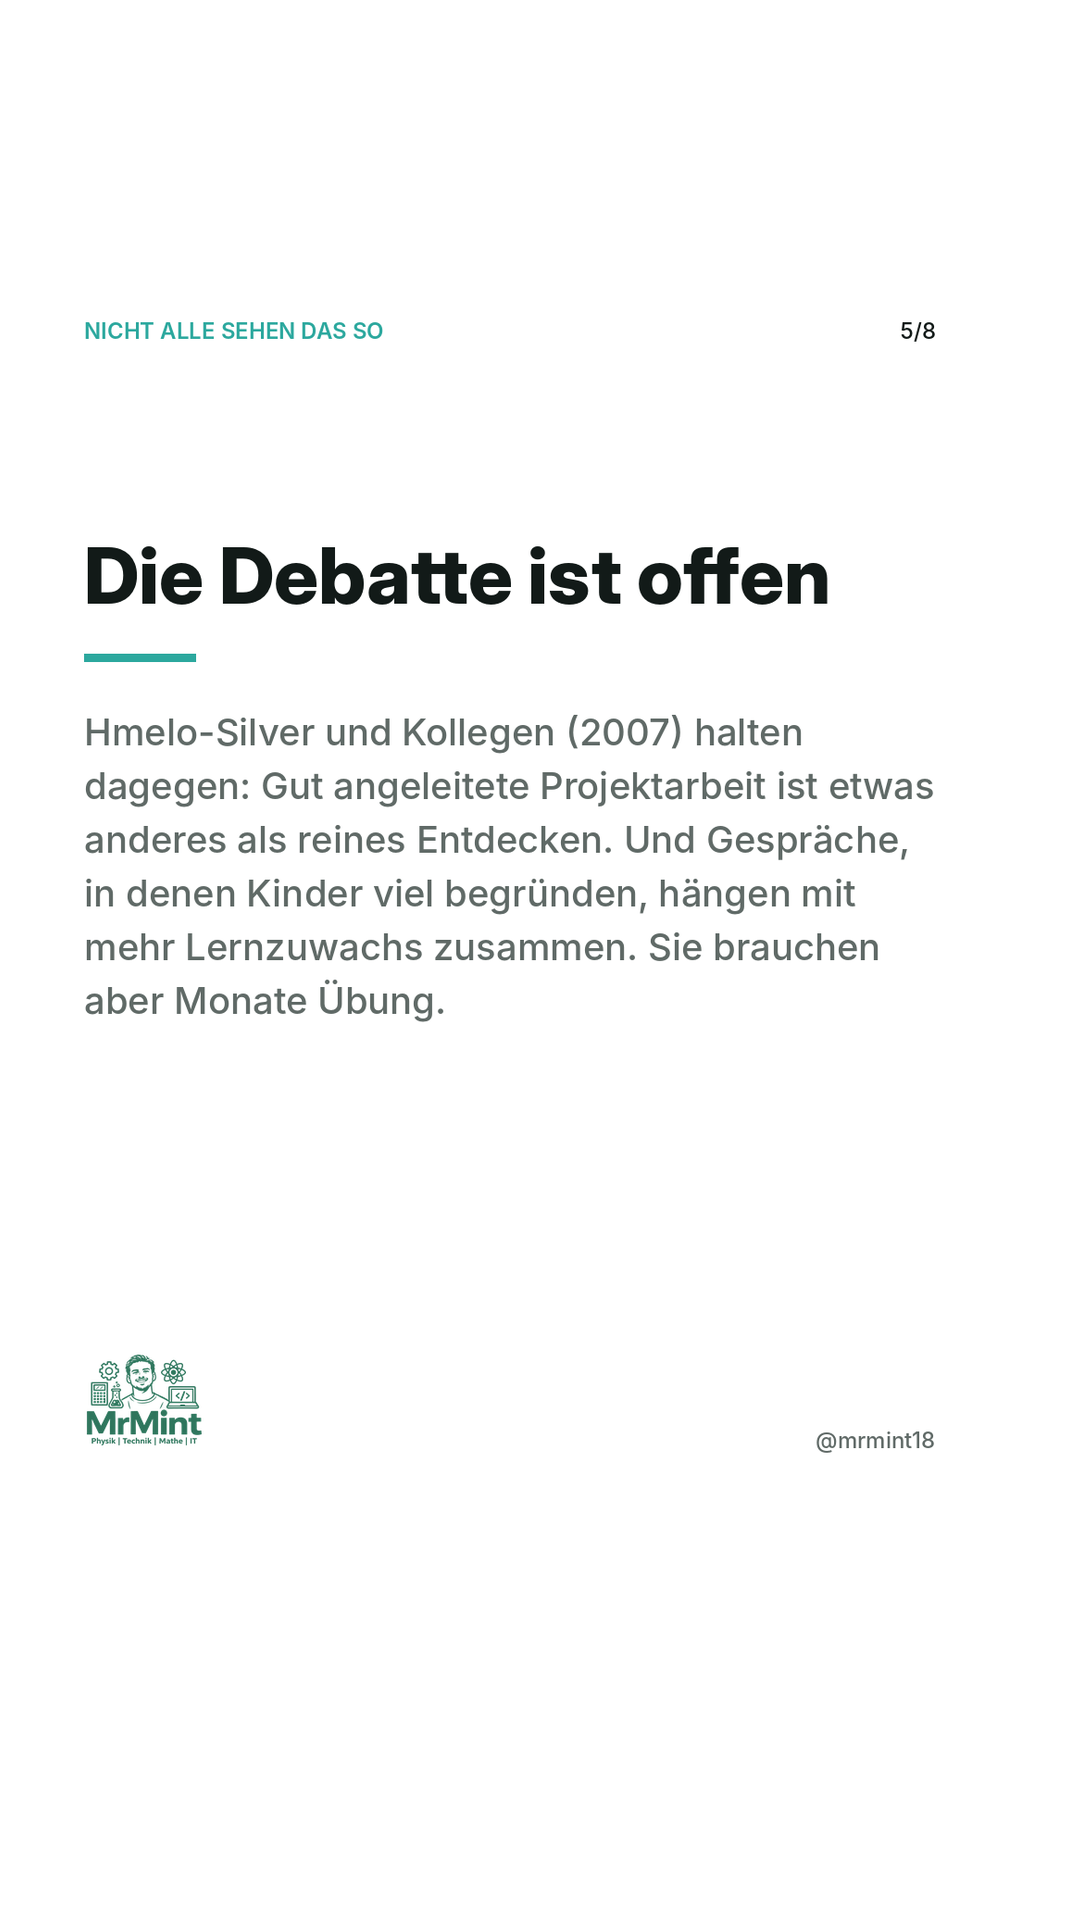 NICHT ALLE SEHEN DAS SO
5/8
Die Debatte ist offen
Hmelo-Silver und Kollegen (2007) halten
dagegen: Gut angeleitete Projektarbeit ist etwas
anderes als reines Entdecken. Und Gespräche,
in denen Kinder viel begründen, hängen mit
mehr Lernzuwachs zusammen. Sie brauchen
aber Monate Übung.
</>
MrMint
Physik | Technik | Mathe | IT
@mrmint18